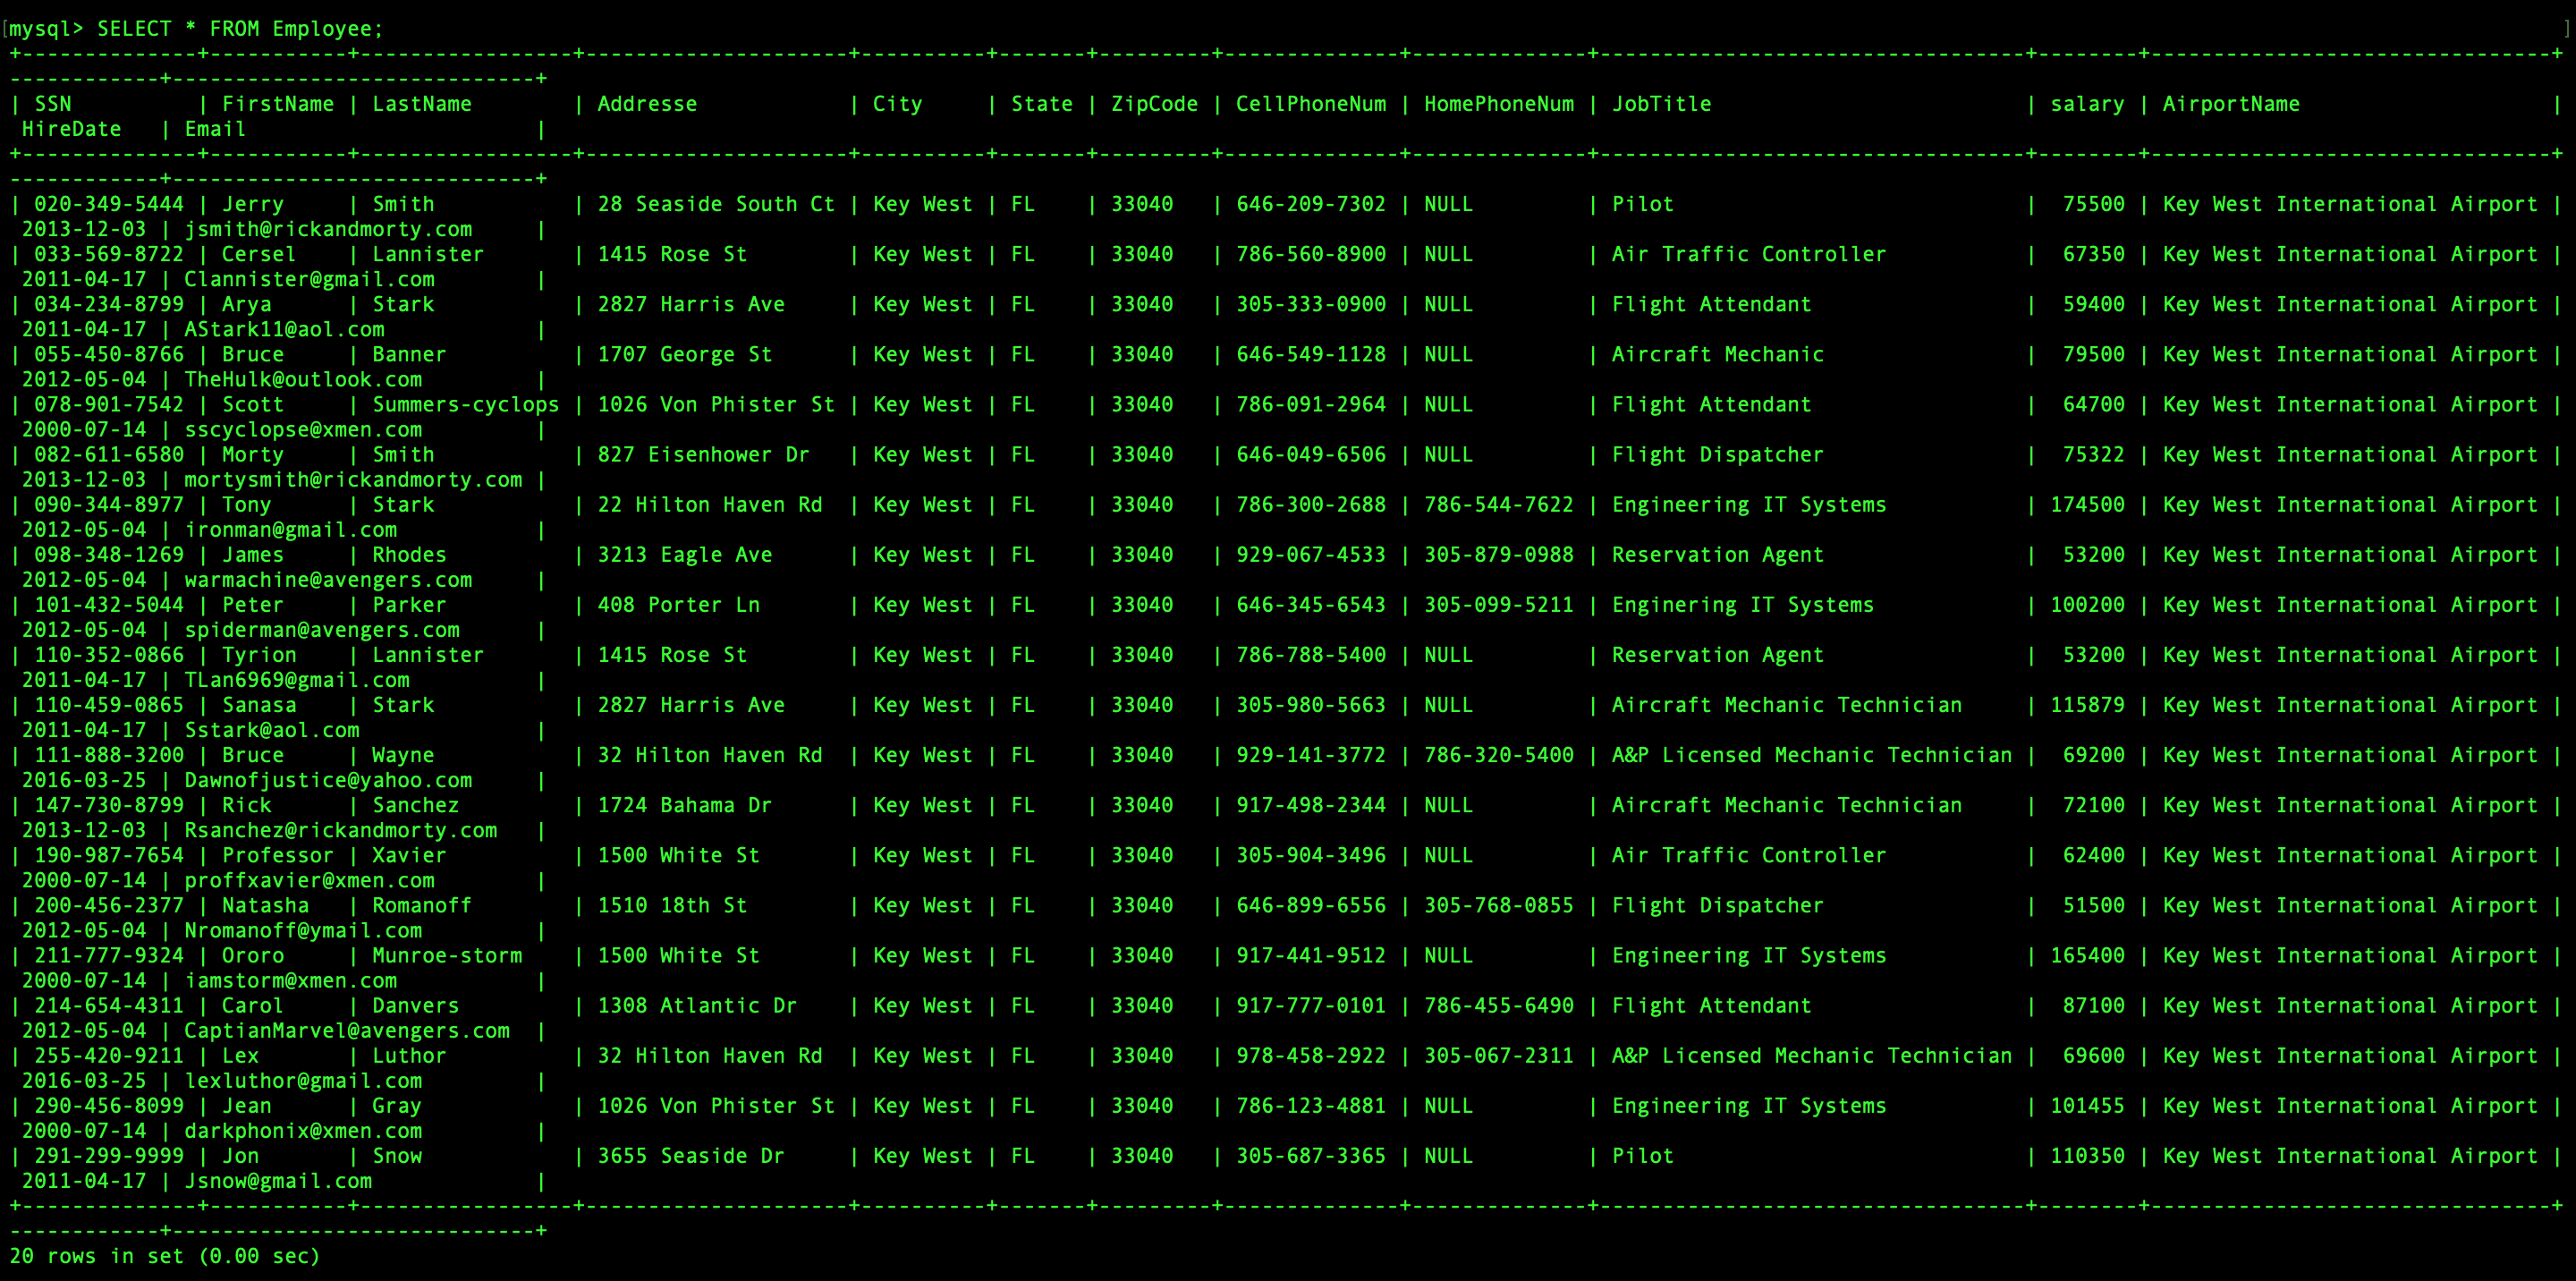 [mysql> SELECT * FROM Employee; ]
+--------------+-----------+-----------------+---------------------+----------+-------+---------+--------------+--------------+----------------------------------+--------+--------------------------------+
------------+-----------------------------+
| SSN          | FirstName | LastName        | Addresse            | City     | State | ZipCode | CellPhoneNum | HomePhoneNum | JobTitle                         | salary | AirportName                    |
 HireDate   | Email                       |
+--------------+-----------+-----------------+---------------------+----------+-------+---------+--------------+--------------+----------------------------------+--------+--------------------------------+
------------+-----------------------------+
| 020-349-5444 | Jerry     | Smith           | 28 Seaside South Ct | Key West | FL    | 33040   | 646-209-7302 | NULL         | Pilot                            |  75500 | Key West International Airport |
 2013-12-03 | jsmith@rickandmorty.com     |
| 033-569-8722 | Cersel    | Lannister       | 1415 Rose St        | Key West | FL    | 33040   | 786-560-8900 | NULL         | Air Traffic Controller           |  67350 | Key West International Airport |
 2011-04-17 | Clannister@gmail.com        |
| 034-234-8799 | Arya      | Stark           | 2827 Harris Ave     | Key West | FL    | 33040   | 305-333-0900 | NULL         | Flight Attendant                 |  59400 | Key West International Airport |
 2011-04-17 | AStark11@aol.com            |
| 055-450-8766 | Bruce     | Banner          | 1707 George St      | Key West | FL    | 33040   | 646-549-1128 | NULL         | Aircraft Mechanic                |  79500 | Key West International Airport |
 2012-05-04 | TheHulk@outlook.com         |
| 078-901-7542 | Scott     | Summers-cyclops | 1026 Von Phister St | Key West | FL    | 33040   | 786-091-2964 | NULL         | Flight Attendant                 |  64700 | Key West International Airport |
 2000-07-14 | sscyclopse@xmen.com         |
| 082-611-6580 | Morty     | Smith           | 827 Eisenhower Dr   | Key West | FL    | 33040   | 646-049-6506 | NULL         | Flight Dispatcher                |  75322 | Key West International Airport |
 2013-12-03 | mortysmith@rickandmorty.com |
| 090-344-8977 | Tony      | Stark           | 22 Hilton Haven Rd  | Key West | FL    | 33040   | 786-300-2688 | 786-544-7622 | Engineering IT Systems           | 174500 | Key West International Airport |
 2012-05-04 | ironman@gmail.com           |
| 098-348-1269 | James     | Rhodes          | 3213 Eagle Ave      | Key West | FL    | 33040   | 929-067-4533 | 305-879-0988 | Reservation Agent                |  53200 | Key West International Airport |
 2012-05-04 | warmachine@avengers.com     |
| 101-432-5044 | Peter     | Parker          | 408 Porter Ln       | Key West | FL    | 33040   | 646-345-6543 | 305-099-5211 | Enginering IT Systems            | 100200 | Key West International Airport |
 2012-05-04 | spiderman@avengers.com      |
| 110-352-0866 | Tyrion    | Lannister       | 1415 Rose St        | Key West | FL    | 33040   | 786-788-5400 | NULL         | Reservation Agent                |  53200 | Key West International Airport |
 2011-04-17 | TLan6969@gmail.com          |
| 110-459-0865 | Sanasa    | Stark           | 2827 Harris Ave     | Key West | FL    | 33040   | 305-980-5663 | NULL         | Aircraft Mechanic Technician     | 115879 | Key West International Airport |
 2011-04-17 | Sstark@aol.com              |
| 111-888-3200 | Bruce     | Wayne           | 32 Hilton Haven Rd  | Key West | FL    | 33040   | 929-141-3772 | 786-320-5400 | A&P Licensed Mechanic Technician |  69200 | Key West International Airport |
 2016-03-25 | Dawnofjustice@yahoo.com     |
| 147-730-8799 | Rick      | Sanchez         | 1724 Bahama Dr      | Key West | FL    | 33040   | 917-498-2344 | NULL         | Aircraft Mechanic Technician     |  72100 | Key West International Airport |
 2013-12-03 | Rsanchez@rickandmorty.com   |
| 190-987-7654 | Professor | Xavier          | 1500 White St       | Key West | FL    | 33040   | 305-904-3496 | NULL         | Air Traffic Controller           |  62400 | Key West International Airport |
 2000-07-14 | proffxavier@xmen.com        |
| 200-456-2377 | Natasha   | Romanoff        | 1510 18th St        | Key West | FL    | 33040   | 646-899-6556 | 305-768-0855 | Flight Dispatcher                |  51500 | Key West International Airport |
 2012-05-04 | Nromanoff@ymail.com         |
| 211-777-9324 | Ororo     | Munroe-storm    | 1500 White St       | Key West | FL    | 33040   | 917-441-9512 | NULL         | Engineering IT Systems           | 165400 | Key West International Airport |
 2000-07-14 | iamstorm@xmen.com           |
| 214-654-4311 | Carol     | Danvers         | 1308 Atlantic Dr    | Key West | FL    | 33040   | 917-777-0101 | 786-455-6490 | Flight Attendant                 |  87100 | Key West International Airport |
 2012-05-04 | CaptianMarvel@avengers.com  |
| 255-420-9211 | Lex       | Luthor          | 32 Hilton Haven Rd  | Key West | FL    | 33040   | 978-458-2922 | 305-067-2311 | A&P Licensed Mechanic Technician |  69600 | Key West International Airport |
 2016-03-25 | lexluthor@gmail.com         |
| 290-456-8099 | Jean      | Gray            | 1026 Von Phister St | Key West | FL    | 33040   | 786-123-4881 | NULL         | Engineering IT Systems           | 101455 | Key West International Airport |
 2000-07-14 | darkphonix@xmen.com         |
| 291-299-9999 | Jon       | Snow            | 3655 Seaside Dr     | Key West | FL    | 33040   | 305-687-3365 | NULL         | Pilot                            | 110350 | Key West International Airport |
 2011-04-17 | Jsnow@gmail.com             |
+--------------+-----------+-----------------+---------------------+----------+-------+---------+--------------+--------------+----------------------------------+--------+--------------------------------+
------------+-----------------------------+
20 rows in set (0.00 sec)